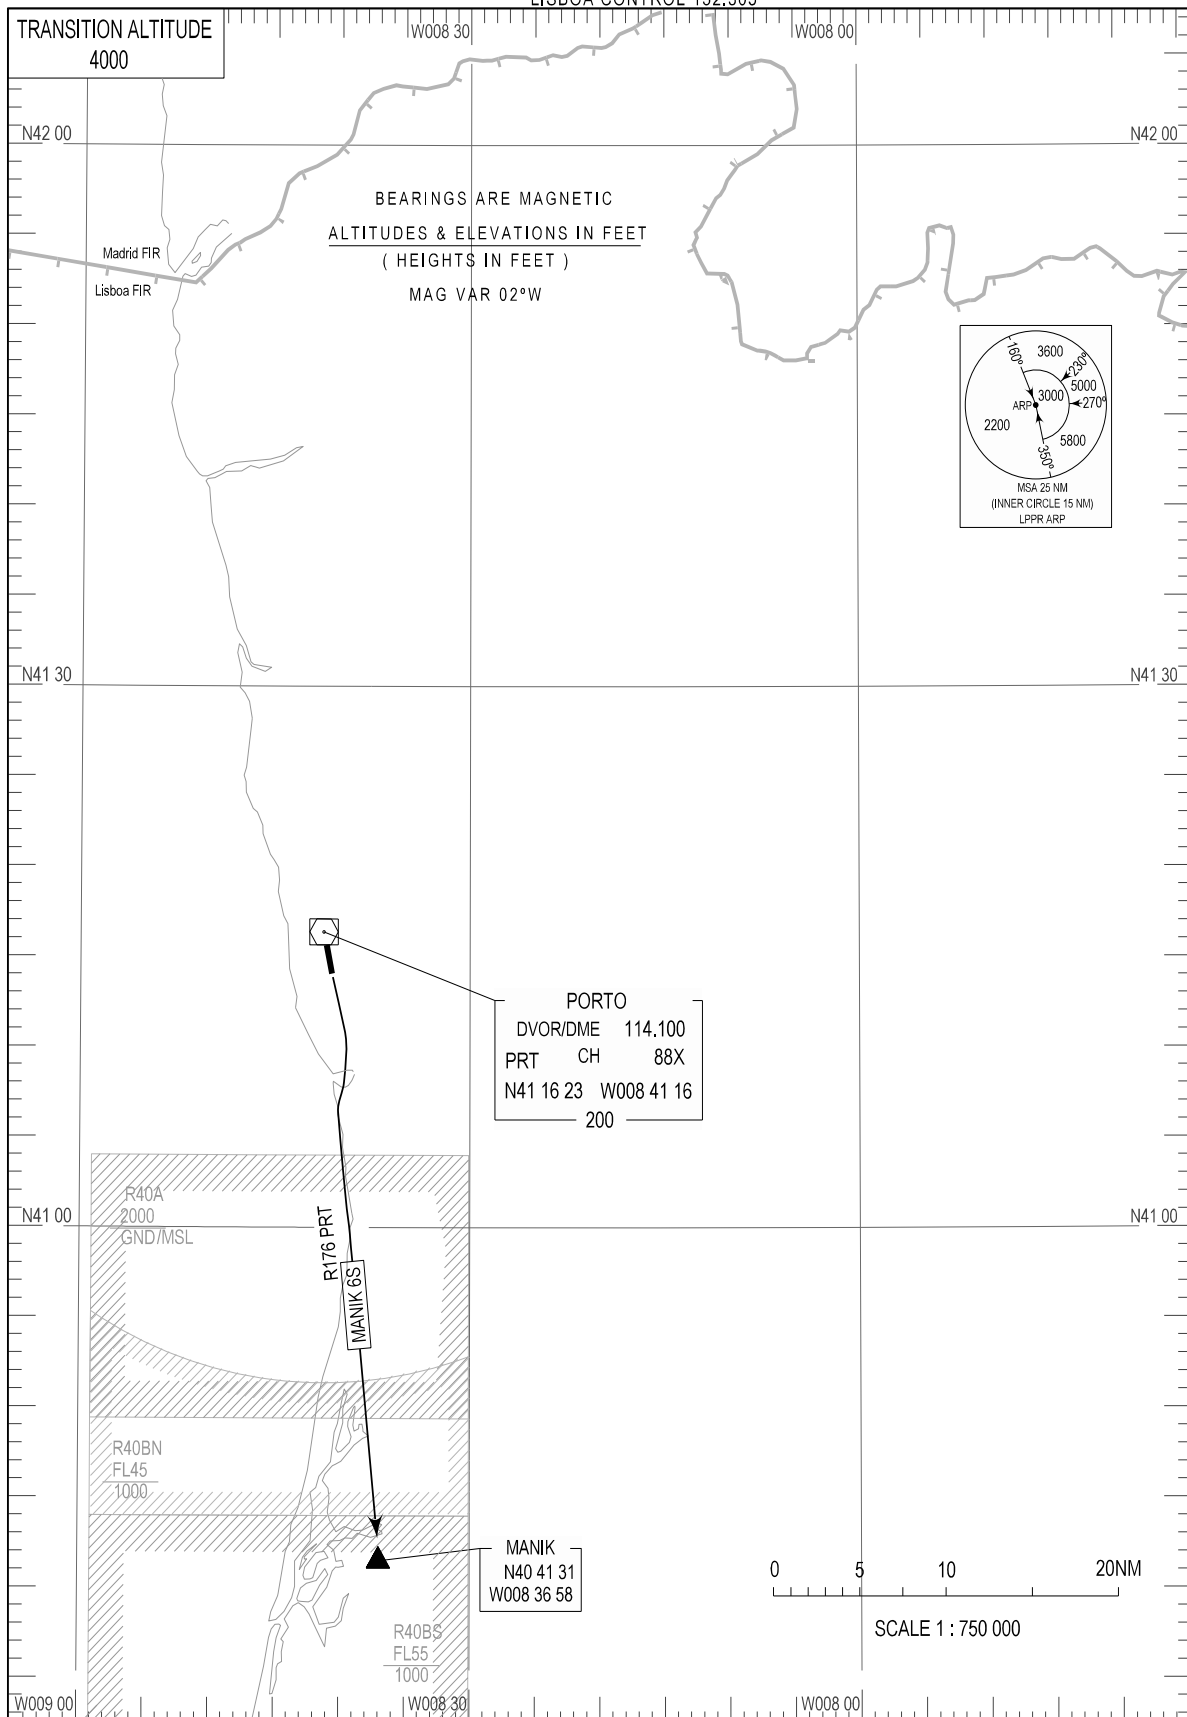 TRANSITION ALTITUDE
4000
W008 30
W008 00
N42 00
N42 00
BEARINGS ARE MAGNETIC
ALTITUDES & ELEVATIONS IN FEET
( HEIGHTS IN FEET )
MAG VAR 02°W
Madrid FIR
Lisboa FIR
160°
3600
230°
5000
3000
ARP
270°
2200
5800
350°
MSA 25 NM
(INNER CIRCLE 15 NM)
LPPR ARP
N41 30
N41 30
PORTO
DVOR/DME 114.100
PRT CH 88X
N41 16 23 W008 41 16
200
R40A
2000
GND/MSL
N41 00
N41 00
R176 PRT
MANIK 6S
R40BN
FL45
1000
MANIK
N40 41 31
W008 36 58
0 5 10 20NM
SCALE 1 : 750 000
R40BS
FL55
1000
W009 00
W008 30
W008 00